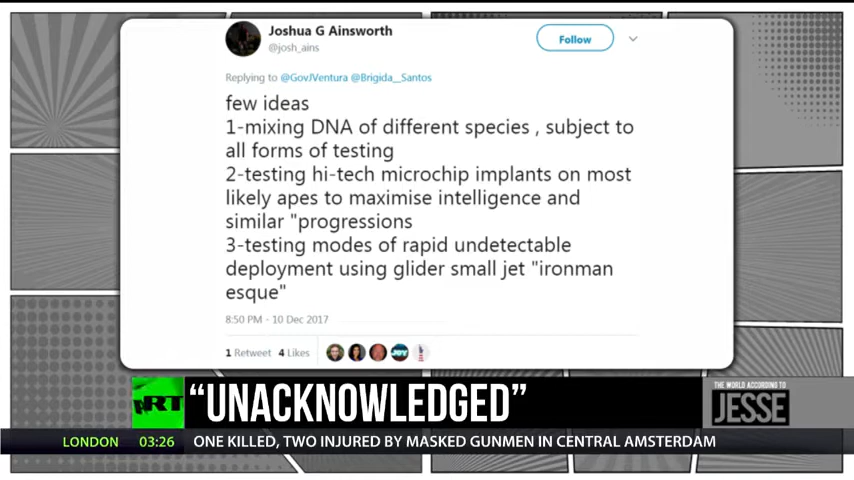 Joshua G Ainsworth
@josh_ains
Follow
Replying to @GovJVentura @Brigida__Santos
few ideas
1-mixing DNA of different species , subject to
all forms of testing
2-testing hi-tech microchip implants on most
likely apes to maximise intelligence and
similar "progressions
3-testing modes of rapid undetectable
deployment using glider small jet "ironman
esque"
8:50 PM - 10 Dec 2017
1 Retweet 4 Likes
RT
“UNACKNOWLEDGED”
THE WORLD ACCORDING TO
JESSE
LONDON 03:26 ONE KILLED, TWO INJURED BY MASKED GUNMEN IN CENTRAL AMSTERDAM